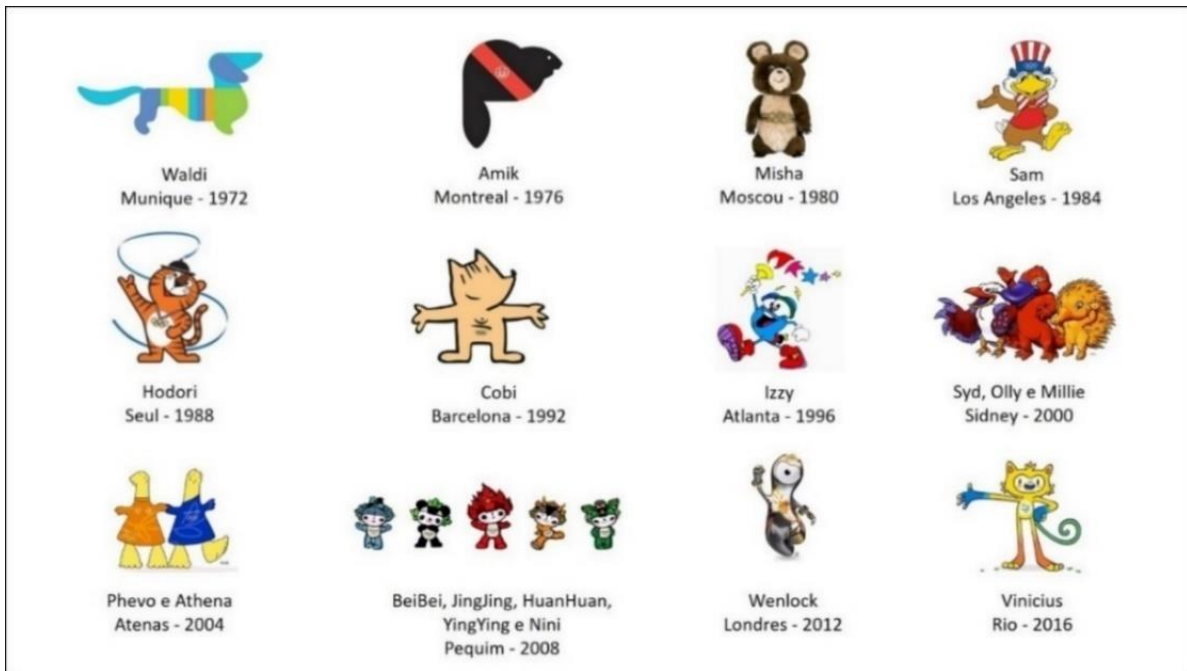 Waldi
Munique - 1972
Amik
Montreal - 1976
Misha
Moscou - 1980
Sam
Los Angeles - 1984
Hodori
Seul - 1988
Cobi
Barcelona - 1992
Izzy
Atlanta - 1996
Syd, Olly e Millie
Sidney - 2000
Phevo e Athena
Atenas - 2004
BeiBei, JingJing, HuanHuan,
YingYing e Nini
Pequim - 2008
Wenlock
Londres - 2012
Vinicius
Rio - 2016